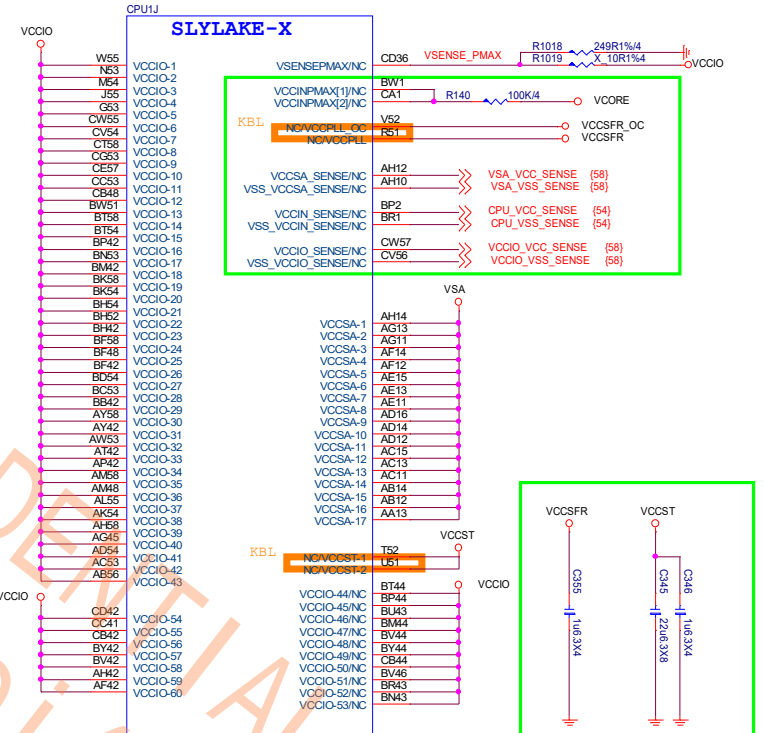 CPU1J
SLYLAKE-X
VCCIO
W55 VCCIO-1
N53 VCCIO-2
M54 VCCIO-3
J55 VCCIO-4
G53 VCCIO-5
CW55 VCCIO-6
CV54 VCCIO-7
CT58 VCCIO-8
CG53 VCCIO-9
CE57 VCCIO-10
CC53 VCCIO-11
CB48 VCCIO-12
BW51 VCCIO-13
BT58 VCCIO-14
BT54 VCCIO-15
BP42 VCCIO-16
BN53 VCCIO-17
BM42 VCCIO-18
BK58 VCCIO-19
BK54 VCCIO-20
BH54 VCCIO-21
BH52 VCCIO-22
BH42 VCCIO-23
BF58 VCCIO-24
BF48 VCCIO-25
BF42 VCCIO-26
BD54 VCCIO-27
BC53 VCCIO-28
BB42 VCCIO-29
AY58 VCCIO-30
AY42 VCCIO-31
AW53 VCCIO-32
AT42 VCCIO-33
AP42 VCCIO-34
AM58 VCCIO-35
AM48 VCCIO-36
AL55 VCCIO-37
AK54 VCCIO-38
AH58 VCCIO-39
AG45 VCCIO-40
AD54 VCCIO-41
AC53 VCCIO-42
AB56 VCCIO-43
VCCIO
CD42 VCCIO-54
CC41 VCCIO-55
CB42 VCCIO-56
BY42 VCCIO-57
BV42 VCCIO-58
AH42 VCCIO-59
AF42 VCCIO-60
VSENSEPMAX/NC CD36 VSENSE_PMAX R1018 249R1%/4
R1019 X_10R1%4 VCCIO
VCCINPMAX[1]/NC BW1
VCCINPMAX[2]/NC CA1 R140 100K/4 VCORE
KBL
NC/VCCPLL_OC V52 VCCSFR_OC
NC/VCCPLL R51 VCCSFR
VCCSA_SENSE/NC AH12 VSA_VCC_SENSE {58}
VSS_VCCSA_SENSE/NC AH10 VSA_VSS_SENSE {58}
VCCIN_SENSE/NC BP2 CPU_VCC_SENSE {54}
VSS_VCCIN_SENSE/NC BR1 CPU_VSS_SENSE {54}
VCCIO_SENSE/NC CW57 VCCIO_VCC_SENSE {58}
VSS_VCCIO_SENSE/NC CV56 VCCIO_VSS_SENSE {58}
VSA
VCCSA-1 AH14
VCCSA-2 AG13
VCCSA-3 AG11
VCCSA-4 AF14
VCCSA-5 AF12
VCCSA-6 AE15
VCCSA-7 AE13
VCCSA-8 AE11
VCCSA-9 AD16
VCCSA-10 AD14
VCCSA-11 AD12
VCCSA-12 AC15
VCCSA-13 AC13
VCCSA-14 AC11
VCCSA-15 AB14
VCCSA-16 AB12
VCCSA-17 AA13
VCCST
KBL
NC/VCCST-1 T52
NC/VCCST-2 U51
VCCIO
VCCIO-44/NC BT44
VCCIO-45/NC BP44
VCCIO-46/NC BU43
VCCIO-47/NC BM44
VCCIO-48/NC BV44
VCCIO-49/NC BY44
VCCIO-50/NC CB44
VCCIO-51/NC BV46
VCCIO-52/NC BR43
VCCIO-53/NC BN43
VCCSFR VCCST
C355 1u6.3X4
C345 22u6.3X8
C346 1u6.3X4
DENTIAL